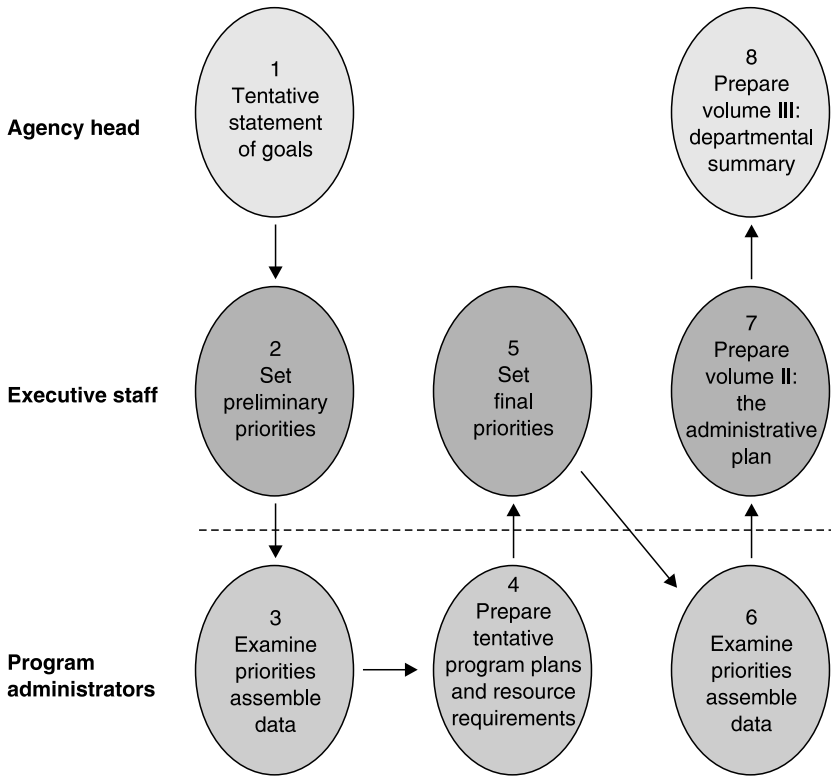 Agency head
1
Tentative
statement
of goals
8
Prepare
volume III:
departmental
summary
Executive staff
2
Set
preliminary
priorities
5
Set
final
priorities
7
Prepare
volume II:
the
administrative
plan
Program
administrators
3
Examine
priorities
assemble
data
4
Prepare
tentative
program plans
and resource
requirements
6
Examine
priorities
assemble
data